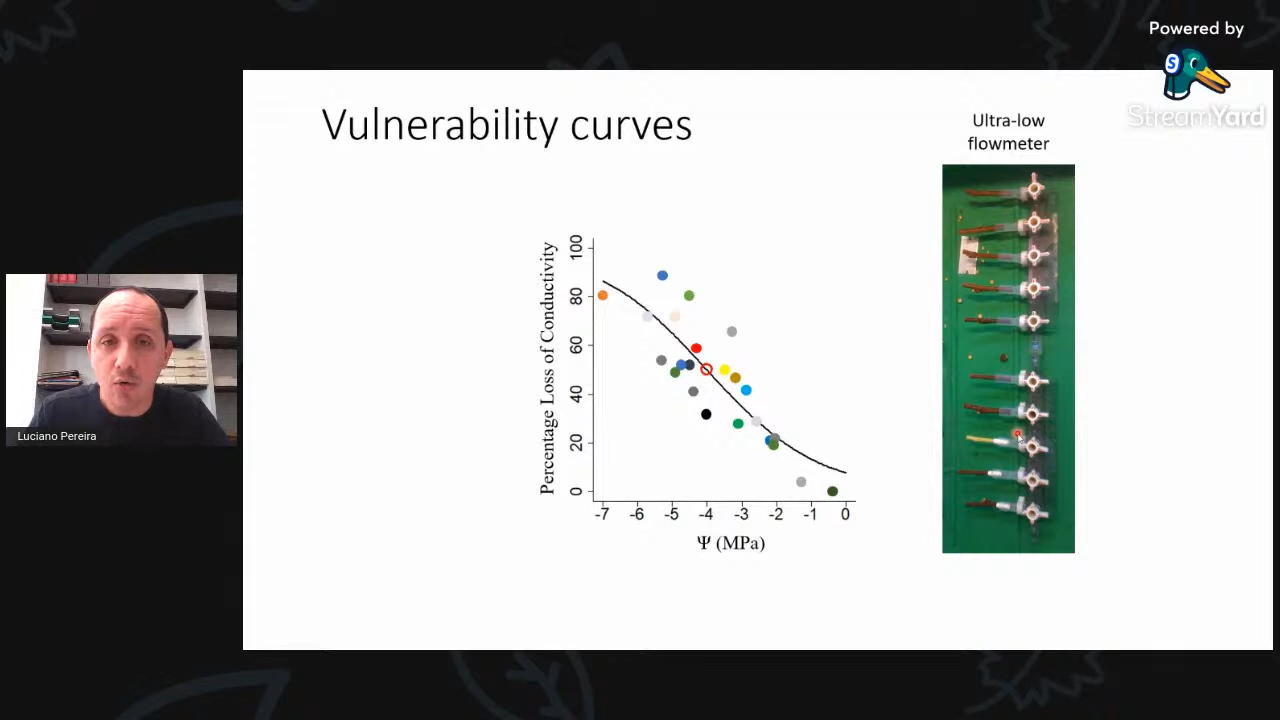 Powered by
S
StreamYard
Vulnerability curves
Ultra-low
flowmeter
Percentage Loss of Conductivity
100
80
60
40
20
0
-7 -6 -5 -4 -3 -2 -1 0
Ψ (MPa)
Luciano Pereira